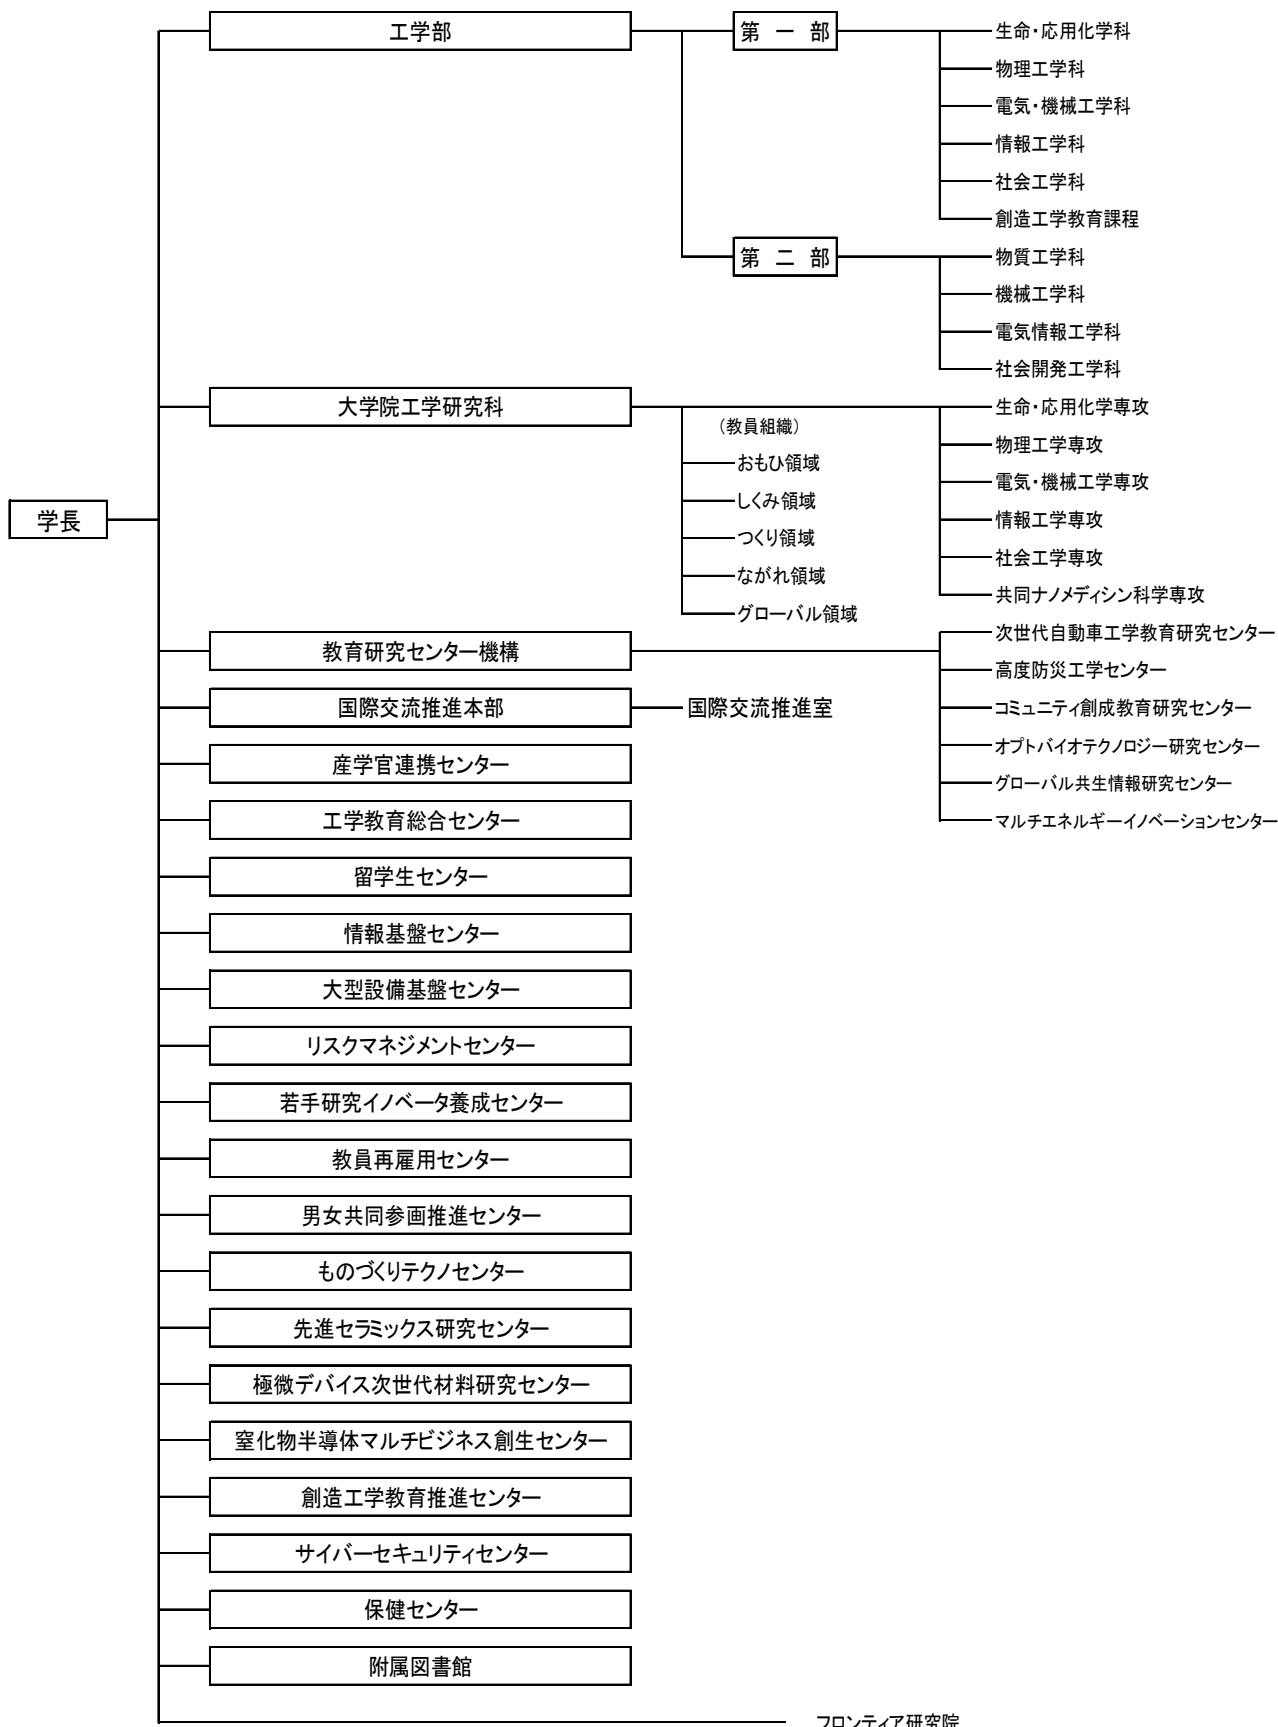 工学部
第 一 部
生命・応用化学科
物理工学科
電気・機械工学科
情報工学科
社会工学科
創造工学教育課程
第 二 部
物質工学科
機械工学科
電気情報工学科
社会開発工学科
大学院工学研究科
(教員組織)
おもひ領域
しくみ領域
つくり領域
ながれ領域
グローバル領域
生命・応用化学専攻
物理工学専攻
電気・機械工学専攻
情報工学専攻
社会工学専攻
共同ナノメディシン科学専攻
学長
教育研究センター機構
次世代自動車工学教育研究センター
高度防災工学センター
コミュニティ創成教育研究センター
オプトバイオテクノロジー研究センター
グローバル共生情報研究センター
マルチエネルギーイノベーションセンター
国際交流推進本部
国際交流推進室
産学官連携センター
工学教育総合センター
留学生センター
情報基盤センター
大型設備基盤センター
リスクマネジメントセンター
若手研究イノベータ養成センター
教員再雇用センター
男女共同参画推進センター
ものづくりテクノセンター
先進セラミックス研究センター
極微デバイス次世代材料研究センター
窒化物半導体マルチビジネス創生センター
創造工学教育推進センター
サイバーセキュリティセンター
保健センター
附属図書館
フロンティア研究院